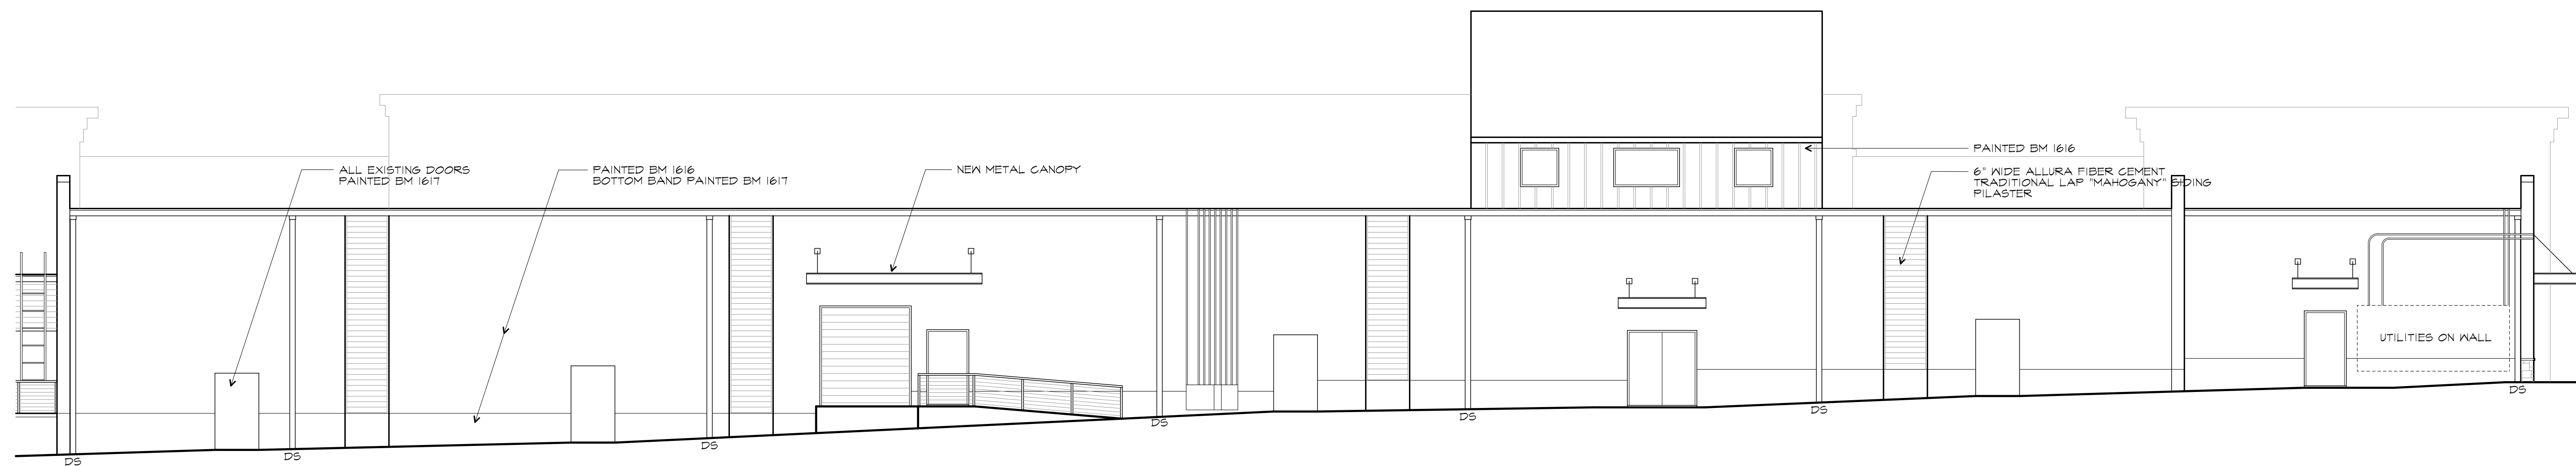 ALL EXISTING DOORS
PAINTED BM 1617
PAINTED BM 1616
BOTTOM BAND PAINTED BM 1617
NEW METAL CANOPY
PAINTED BM 1616
6" WIDE ALLURA FIBER CEMENT
TRADITIONAL LAP "MAHOGANY" SIDING
PILASTER
UTILITIES ON WALL
DS
DS
DS
DS
DS
DS
DS